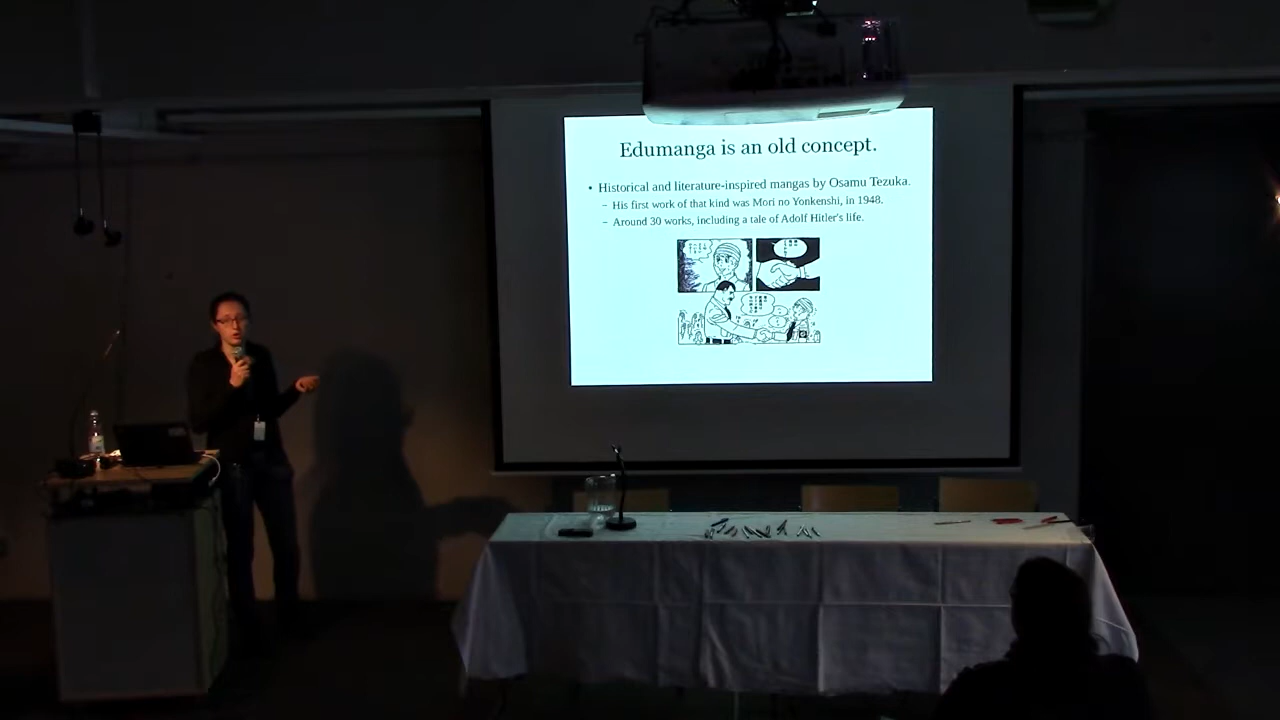 Edumanga is an old concept.
• Historical and literature-inspired mangas by Osamu Tezuka.
– His first work of that kind was Mori no Yonkenshi, in 1948.
– Around 30 works, including a tale of Adolf Hitler's life.